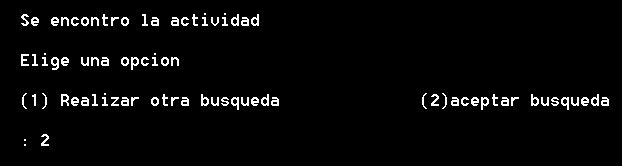 Se encontro la actividad
Elige una opcion
(1) Realizar otra busqueda (2)aceptar busqueda
: 2